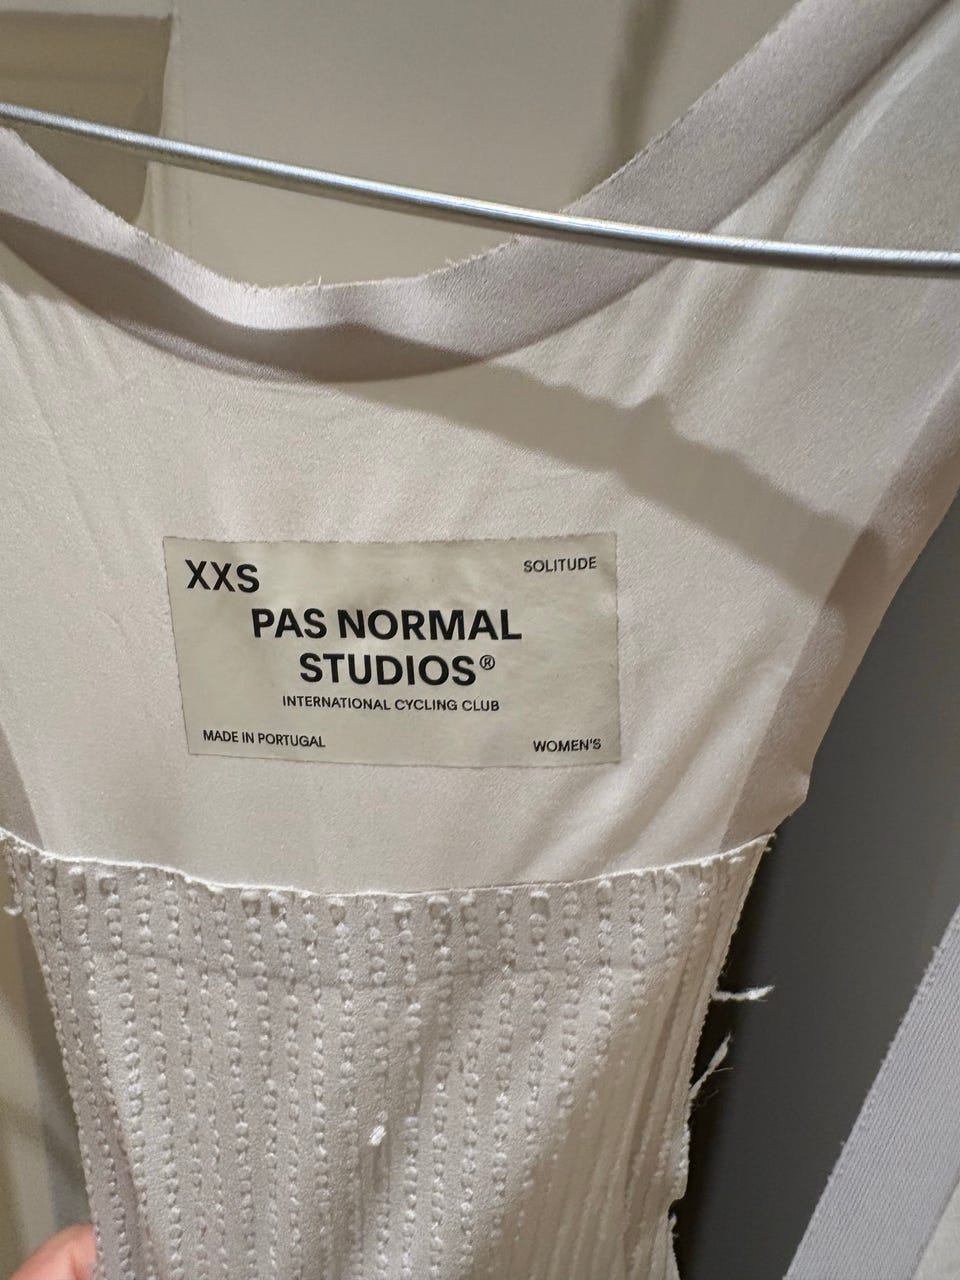 XXS
SOLITUDE
PAS NORMAL
STUDIOS®
INTERNATIONAL CYCLING CLUB
MADE IN PORTUGAL
WOMEN'S